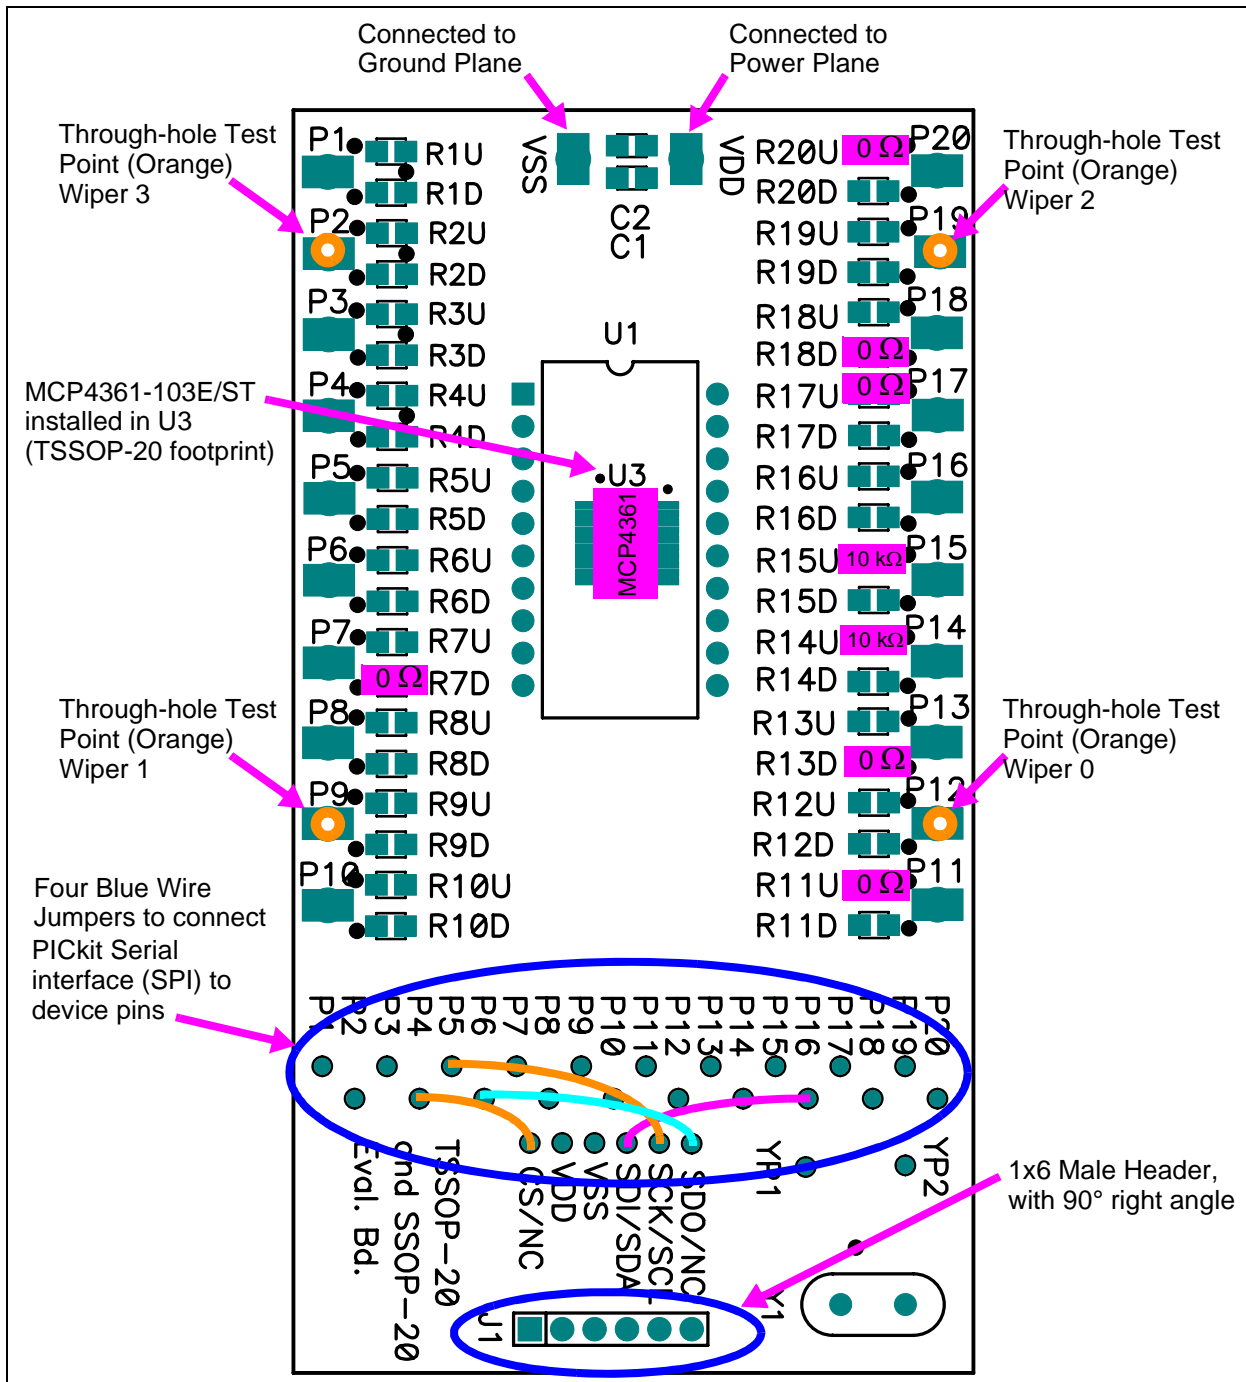 Connected to
Ground Plane
Connected to
Power Plane
Through-hole Test
Point (Orange)
Wiper 3
Through-hole Test
Point (Orange)
Wiper 2
MCP4361-103E/ST
installed in U3
(TSSOP-20 footprint)
Through-hole Test
Point (Orange)
Wiper 1
Through-hole Test
Point (Orange)
Wiper 0
Four Blue Wire
Jumpers to connect
PICkit Serial
interface (SPI) to
device pins
1x6 Male Header,
with 90° right angle
VSS
VDD
C2
C1
U1
U3
MCP4361
P1
R1U
R1D
P2
R2U
R2D
P3
R3U
R3D
P4
R4U
R4D
P5
R5U
R5D
P6
R6U
R6D
P7
R7U
0 Ω R7D
P8
R8U
R8D
P9
R9U
R9D
P10
R10U
R10D
R20U 0 Ω P20
R20D
R19U P19
R19D
R18U P18
R18D 0 Ω
R17U 0 Ω P17
R17D
R16U P16
R16D
R15U 10 kΩ P15
R15D
R14U 10 kΩ P14
R14D
R13U P13
R13D 0 Ω
R12U P12
R12D
R11U 0 Ω P11
R11D
P1
P2
P3
P4
P5
P6
P7
P8
P9
P10
P11
P12
P13
P14
P15
P16
P17
P18
P19
P20
TSSOP-20
and SSOP-20
Eval. Bd.
CS/NC
VDD
VSS
SDI/SDA
SCK/SCL
SDO/NC
YP1
YP2
J1
Y1